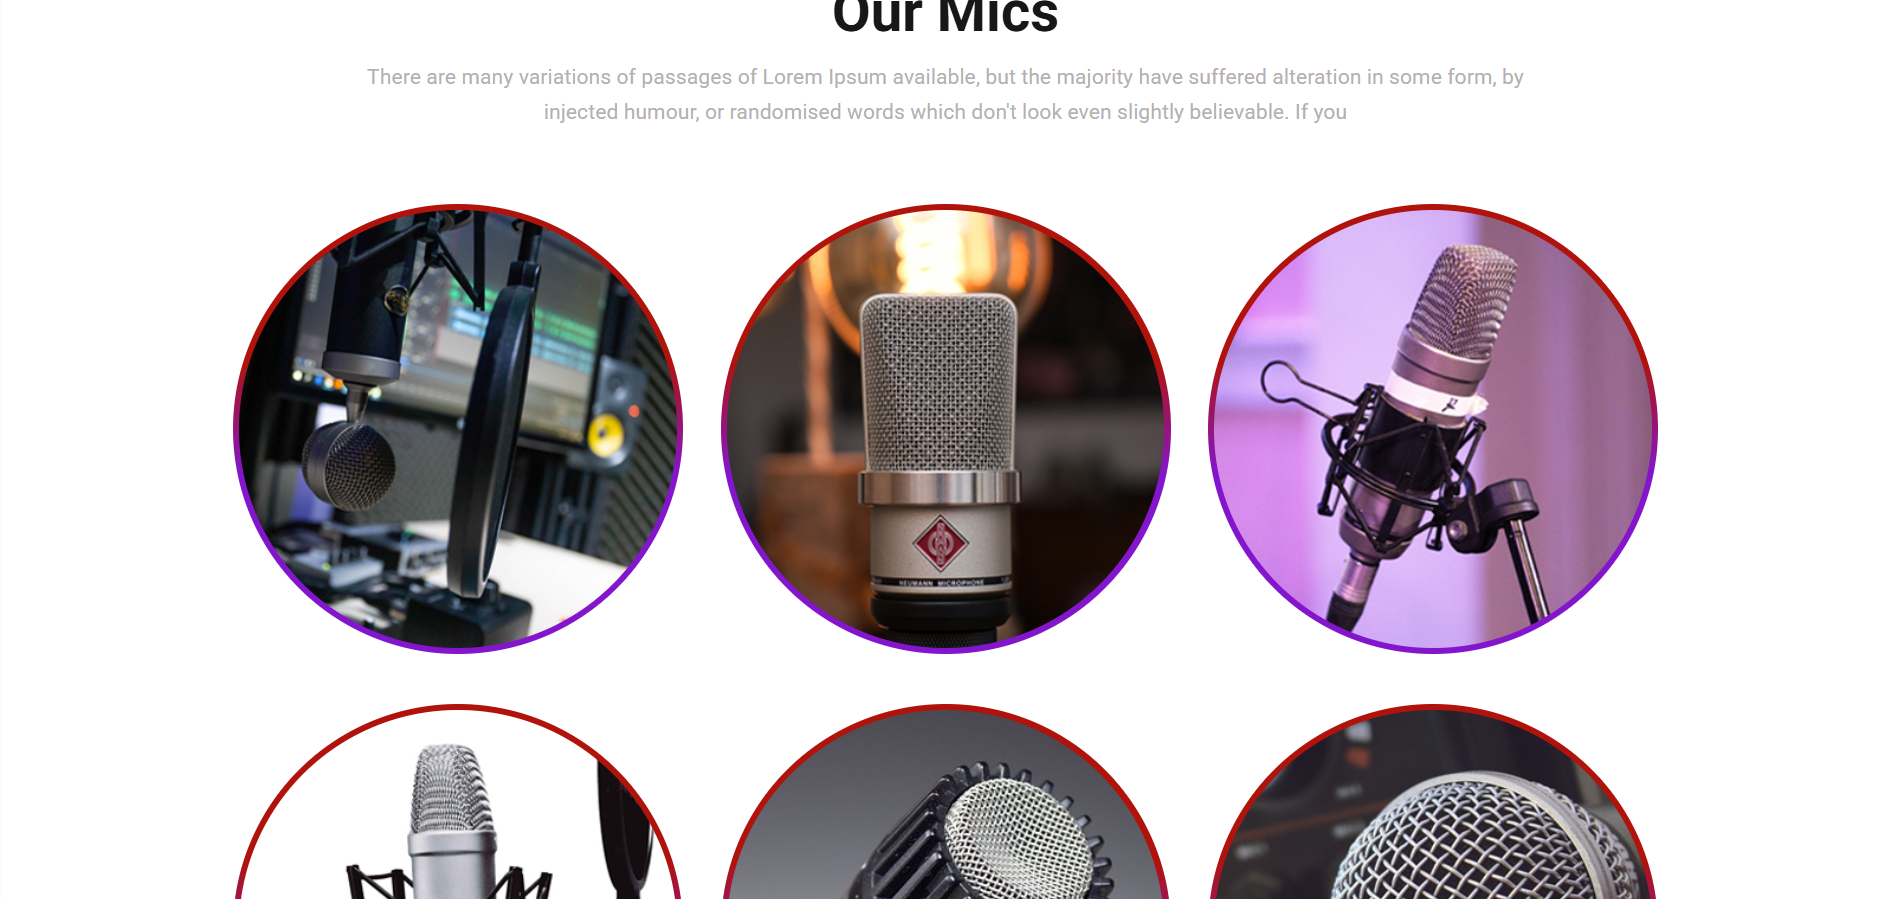 Our Mics
There are many variations of passages of Lorem Ipsum available, but the majority have suffered alteration in some form, by
injected humour, or randomised words which don't look even slightly believable. If you
NEUMANN MICROPHONE